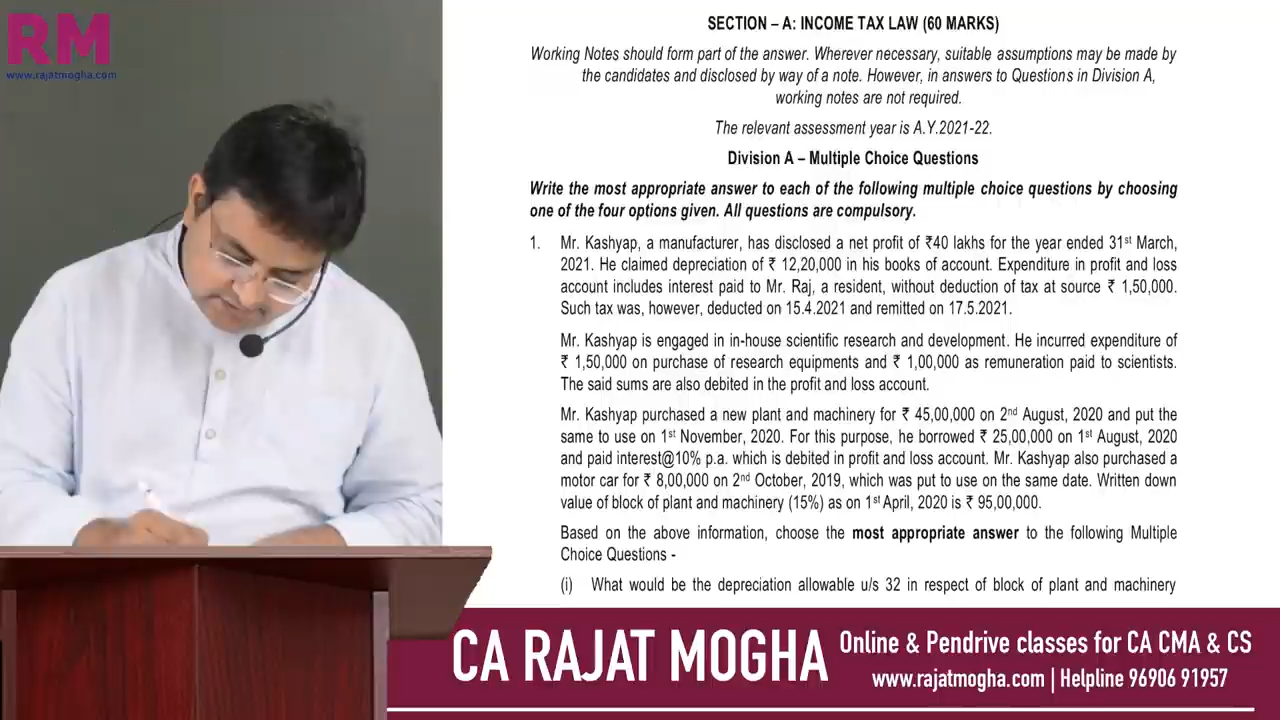 RM
www.rajatmogha.com
SECTION – A: INCOME TAX LAW (60 MARKS)
Working Notes should form part of the answer. Wherever necessary, suitable assumptions may be made by
the candidates and disclosed by way of a note. However, in answers to Questions in Division A,
working notes are not required.
The relevant assessment year is A.Y.2021-22.
Division A – Multiple Choice Questions
Write the most appropriate answer to each of the following multiple choice questions by choosing
one of the four options given. All questions are compulsory.
1. Mr. Kashyap, a manufacturer, has disclosed a net profit of ₹40 lakhs for the year ended 31st March,
2021. He claimed depreciation of ₹ 12,20,000 in his books of account. Expenditure in profit and loss
account includes interest paid to Mr. Raj, a resident, without deduction of tax at source ₹ 1,50,000.
Such tax was, however, deducted on 15.4.2021 and remitted on 17.5.2021.
Mr. Kashyap is engaged in in-house scientific research and development. He incurred expenditure of
₹ 1,50,000 on purchase of research equipments and ₹ 1,00,000 as remuneration paid to scientists.
The said sums are also debited in the profit and loss account.
Mr. Kashyap purchased a new plant and machinery for ₹ 45,00,000 on 2nd August, 2020 and put the
same to use on 1st November, 2020. For this purpose, he borrowed ₹ 25,00,000 on 1st August, 2020
and paid interest@10% p.a. which is debited in profit and loss account. Mr. Kashyap also purchased a
motor car for ₹ 8,00,000 on 2nd October, 2019, which was put to use on the same date. Written down
value of block of plant and machinery (15%) as on 1st April, 2020 is ₹ 95,00,000.
Based on the above information, choose the most appropriate answer to the following Multiple
Choice Questions -
(i) What would be the depreciation allowable u/s 32 in respect of block of plant and machinery
CA RAJAT MOGHA
Online & Pendrive classes for CA CMA & CS
www.rajatmogha.com | Helpline 96906 91957